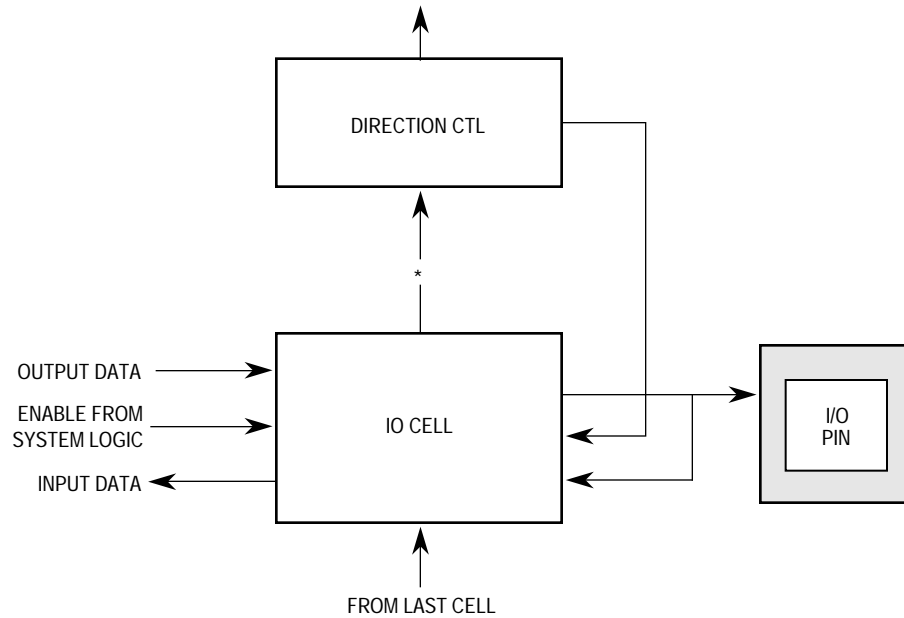 DIRECTION CTL
*
OUTPUT DATA
ENABLE FROM
SYSTEM LOGIC
INPUT DATA
IO CELL
I/O
PIN
FROM LAST CELL